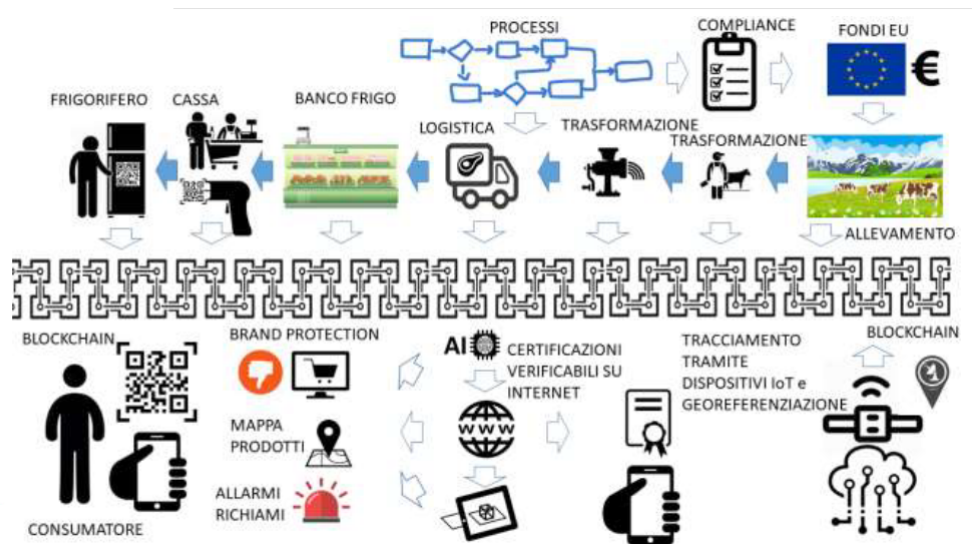 PROCESSI
COMPLIANCE
FONDI EU
€
FRIGORIFERO
CASSA
BANCO FRIGO
LOGISTICA
TRASFORMAZIONE
TRASFORMAZIONE
ALLEVAMENTO
BLOCKCHAIN
BRAND PROTECTION
AI
CERTIFICAZIONI
VERIFICABILI SU
INTERNET
TRACCIAMENTO
TRAMITE
DISPOSITIVI IoT e
GEOREFERENZIAZIONE
BLOCKCHAIN
WWW
MAPPA
PRODOTTI
ALLARMI
RICHIAMI
CONSUMATORE